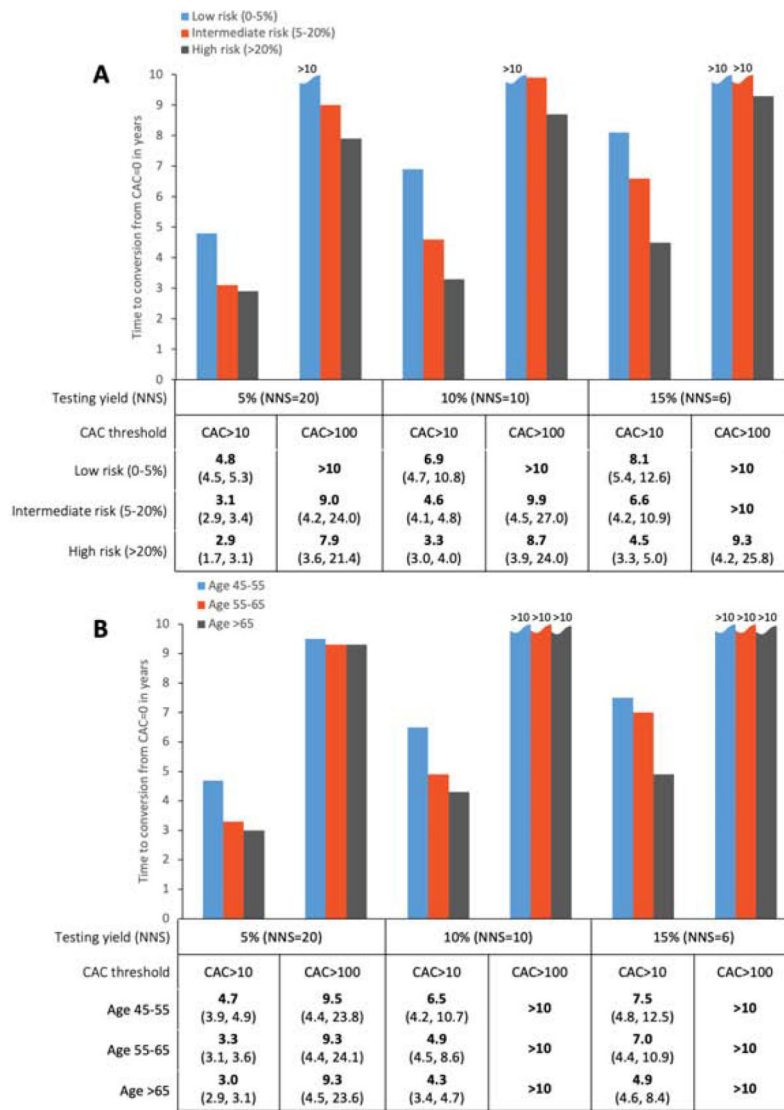 Low risk (0-5%)
Intermediate risk (5-20%)
High risk (>20%)
A
>10 >10 >10 >10
Time to conversion from CAC=0 in years
10
9
8
7
6
5
4
3
2
1
0
Testing yield (NNS) 5% (NNS=20) 10% (NNS=10) 15% (NNS=6)
CAC threshold CAC>10 CAC>100 CAC>10 CAC>100 CAC>10 CAC>100
Low risk (0-5%) 4.8 (4.5, 5.3) >10 6.9 (4.7, 10.8) >10 8.1 (5.4, 12.6) >10
Intermediate risk (5-20%) 3.1 (2.9, 3.4) 9.0 (4.2, 24.0) 4.6 (4.1, 4.8) 9.9 (4.5, 27.0) 6.6 (4.2, 10.9) >10
High risk (>20%) 2.9 (1.7, 3.1) 7.9 (3.6, 21.4) 3.3 (3.0, 4.0) 8.7 (3.9, 24.0) 4.5 (3.3, 5.0) 9.3 (4.2, 25.8)
Age 45-55
Age 55-65
Age >65
B
>10 >10 >10 >10 >10 >10
Time to conversion from CAC=0 in years
10
9
8
7
6
5
4
3
2
1
0
Testing yield (NNS) 5% (NNS=20) 10% (NNS=10) 15% (NNS=6)
CAC threshold CAC>10 CAC>100 CAC>10 CAC>100 CAC>10 CAC>100
Age 45-55 4.7 (3.9, 4.9) 9.5 (4.4, 23.8) 6.5 (4.2, 10.7) >10 7.5 (4.8, 12.5) >10
Age 55-65 3.3 (3.1, 3.6) 9.3 (4.4, 24.1) 4.9 (4.5, 8.6) >10 7.0 (4.4, 10.9) >10
Age >65 3.0 (2.9, 3.1) 9.3 (4.5, 23.6) 4.3 (3.4, 4.7) >10 4.9 (4.6, 8.4) >10